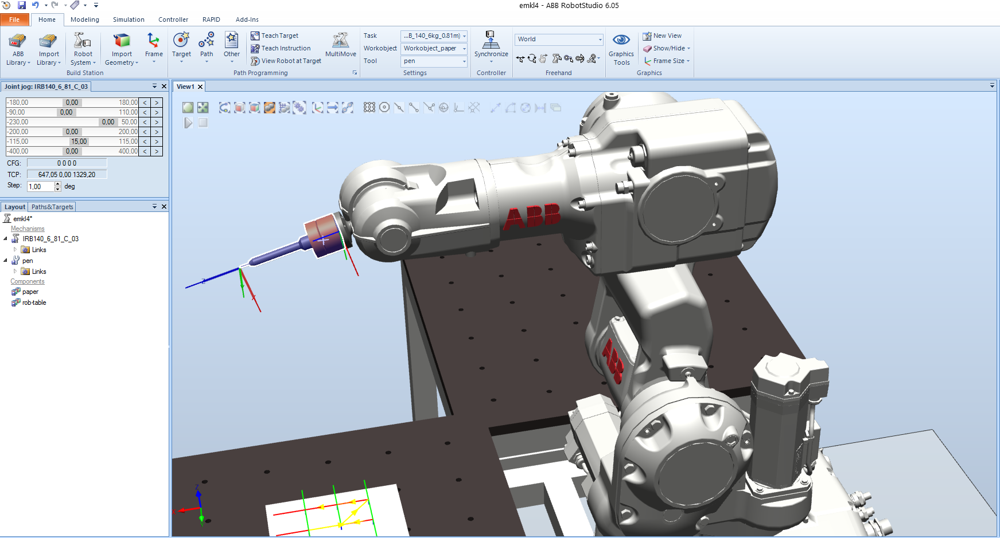 emkl4 - ABB RobotStudio 6.05
File Home Modeling Simulation Controller RAPID Add-Ins
ABB Library
Import Library
Robot System
Import Geometry
Frame
Build Station
Target
Path
Other
Teach Target
Teach Instruction
View Robot at Target
MultiMove
Path Programming
Task ...B_140_6kg_0.81m)
Workobject Workobject_paper
Tool pen
Settings
Synchronize
Controller
World
Freehand
Graphics Tools
New View
Show/Hide
Frame Size
Graphics
Joint jog: IRB140_6_81_C_03
-180,00 0,00 180,00 < >
-90,00 0,00 110,00 < >
-230,00 0,00 50,00 < >
-200,00 0,00 200,00 < >
-115,00 15,00 115,00 < >
-400,00 0,00 400,00 < >
CFG: 0 0 0 0
TCP: 647,05 0,00 1329,20
Step: 1,00 deg
Layout Paths&Targets
emkl4*
Mechanisms
IRB140_6_81_C_03
Links
pen
Links
Components
paper
rob-table
View1
ABB
ABB
Z
X
Z
X
Y